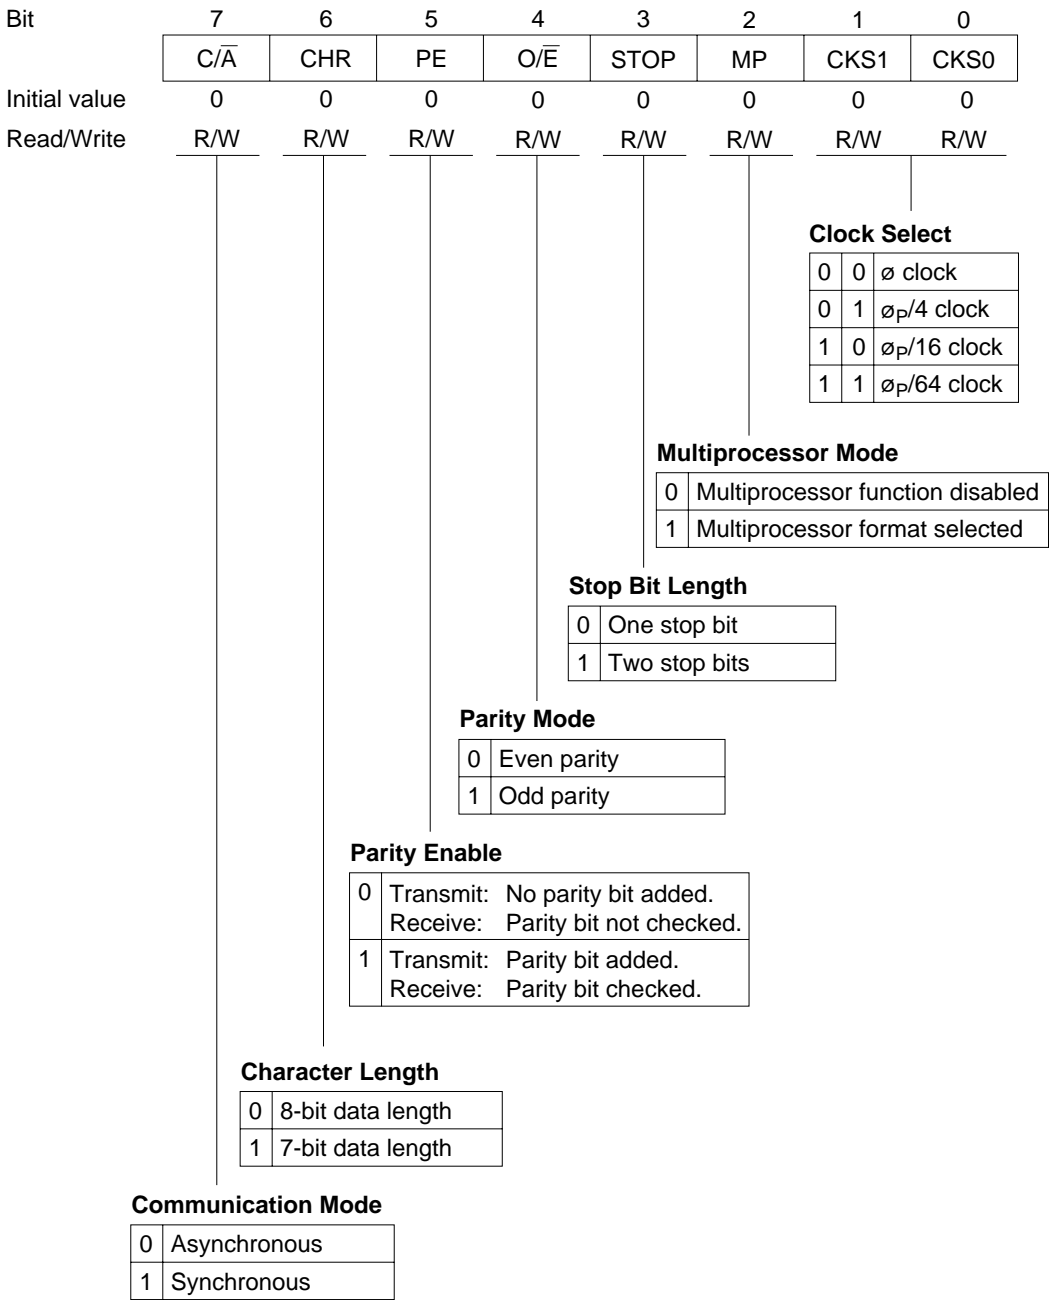 Bit 7 6 5 4 3 2 1 0
C/A̅ CHR PE O/E̅ STOP MP CKS1 CKS0
Initial value 0 0 0 0 0 0 0 0
Read/Write R/W R/W R/W R/W R/W R/W R/W R/W
Clock Select
0 0 ø clock
0 1 øP/4 clock
1 0 øP/16 clock
1 1 øP/64 clock
Multiprocessor Mode
0 Multiprocessor function disabled
1 Multiprocessor format selected
Stop Bit Length
0 One stop bit
1 Two stop bits
Parity Mode
0 Even parity
1 Odd parity
Parity Enable
0 Transmit: No parity bit added.
Receive: Parity bit not checked.
1 Transmit: Parity bit added.
Receive: Parity bit checked.
Character Length
0 8-bit data length
1 7-bit data length
Communication Mode
0 Asynchronous
1 Synchronous